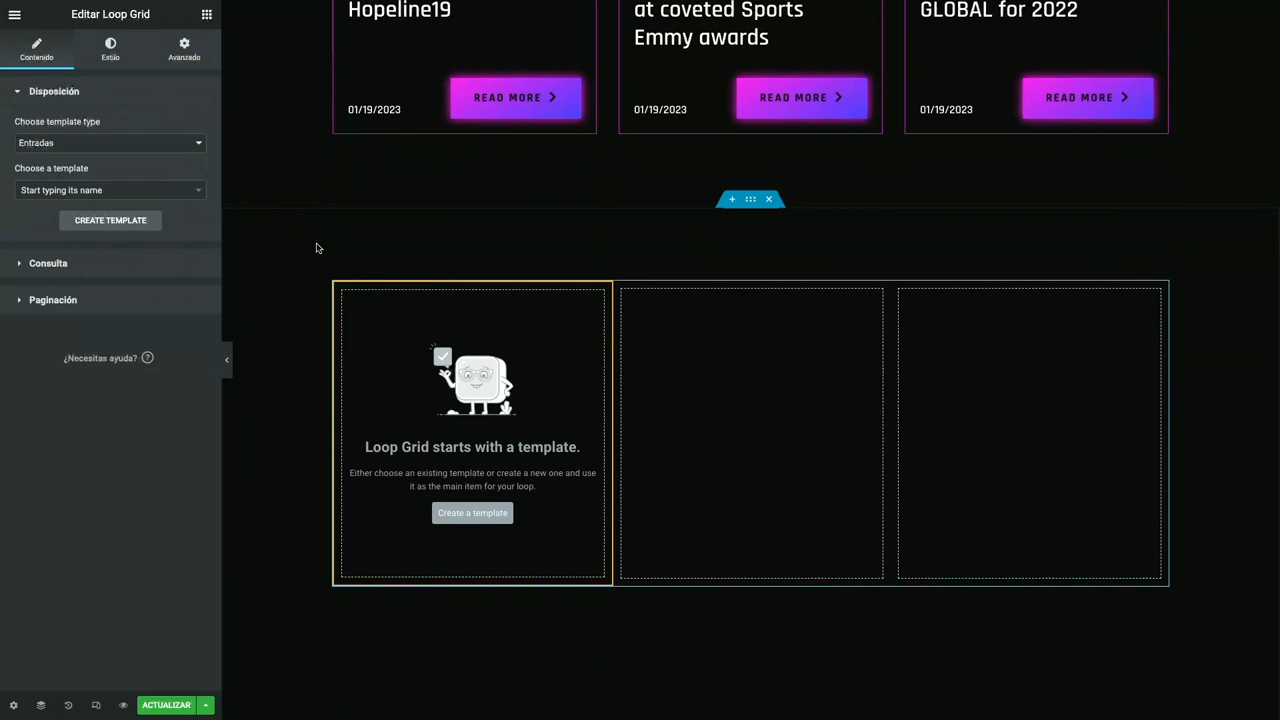 Editar Loop Grid
Contenido
Estilo
Avanzado
Disposición
Choose template type
Entradas
Choose a template
Start typing its name
CREATE TEMPLATE
Consulta
Paginación
¿Necesitas ayuda?
ACTUALIZAR
Hopeline19
at coveted Sports
Emmy awards
GLOBAL for 2022
READ MORE
READ MORE
READ MORE
01/19/2023
01/19/2023
01/19/2023
Loop Grid starts with a template.
Either choose an existing template or create a new one and use
it as the main item for your loop.
Create a template